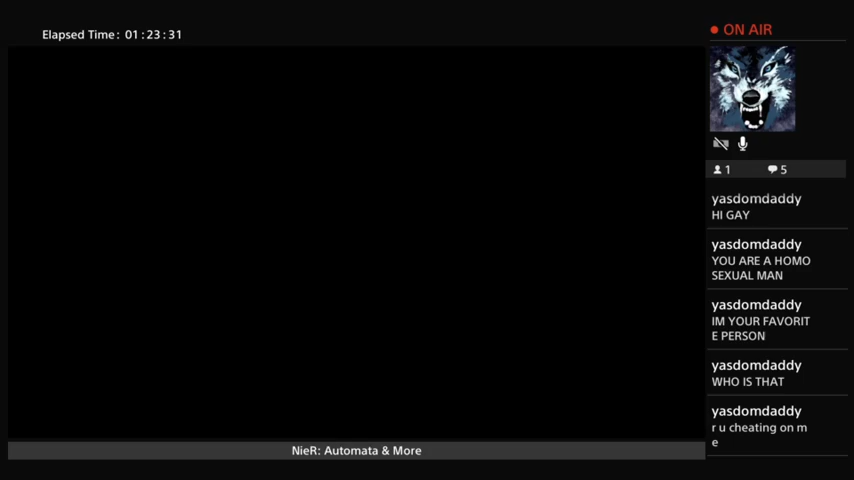 Elapsed Time: 01:23:31
ON AIR
1 5
yasdomdaddy
HI GAY
yasdomdaddy
YOU ARE A HOMO
SEXUAL MAN
yasdomdaddy
IM YOUR FAVORIT
E PERSON
yasdomdaddy
WHO IS THAT
yasdomdaddy
r u cheating on m
e
NieR: Automata & More